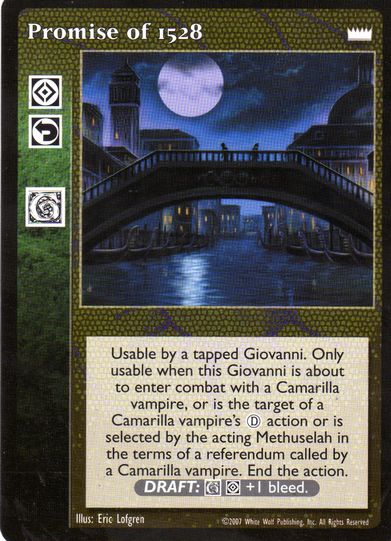 Promise of 1528
Usable by a tapped Giovanni. Only
usable when this Giovanni is about
to enter combat with a Camarilla
vampire, or is the target of a
Camarilla vampire's Ⓓ action or is
selected by the acting Methuselah in
the terms of a referendum called by
a Camarilla vampire. End the action.
DRAFT: +1 bleed.
Illus: Eric Lofgren
©2007 White Wolf Publishing, Inc. All Rights Reserved